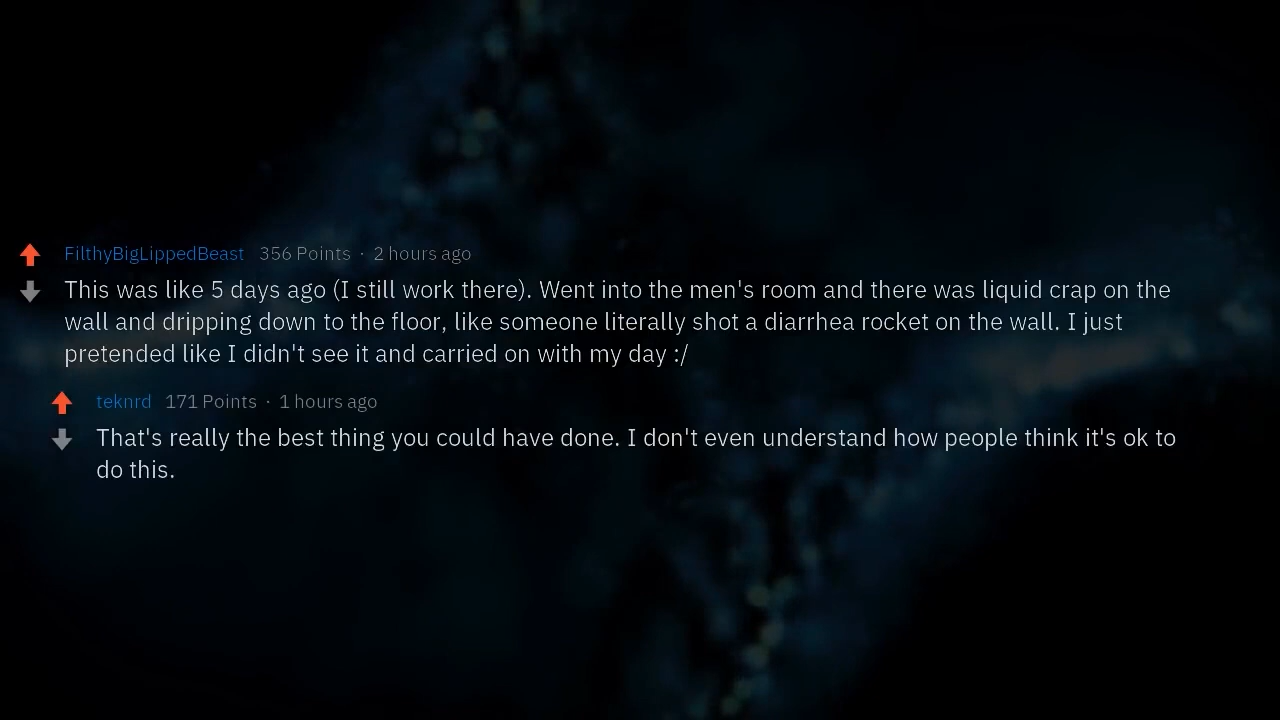 FilthyBigLippedBeast 356 Points · 2 hours ago
This was like 5 days ago (I still work there). Went into the men's room and there was liquid crap on the
wall and dripping down to the floor, like someone literally shot a diarrhea rocket on the wall. I just
pretended like I didn't see it and carried on with my day :/
teknrd 171 Points · 1 hours ago
That's really the best thing you could have done. I don't even understand how people think it's ok to
do this.